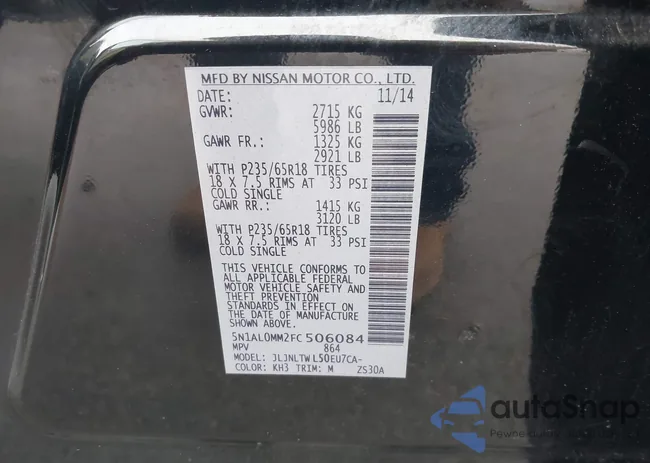 MFD BY NISSAN MOTOR CO., LTD.
DATE: 11/14
GVWR: 2715 KG
5986 LB
GAWR FR.: 1325 KG
2921 LB
WITH P235/65R18 TIRES
18 X 7.5 RIMS AT 33 PSI
COLD SINGLE
GAWR RR.: 1415 KG
3120 LB
WITH P235/65R18 TIRES
18 X 7.5 RIMS AT 33 PSI
COLD SINGLE
THIS VEHICLE CONFORMS TO
ALL APPLICABLE FEDERAL
MOTOR VEHICLE SAFETY AND
THEFT PREVENTION
STANDARDS IN EFFECT ON
THE DATE OF MANUFACTURE
SHOWN ABOVE.
5N1AL0MM2FC506084
MPV 864
MODEL: JLJNLTWL50EU7CA-
COLOR: KH3 TRIM: M ZS30A
autoSnap